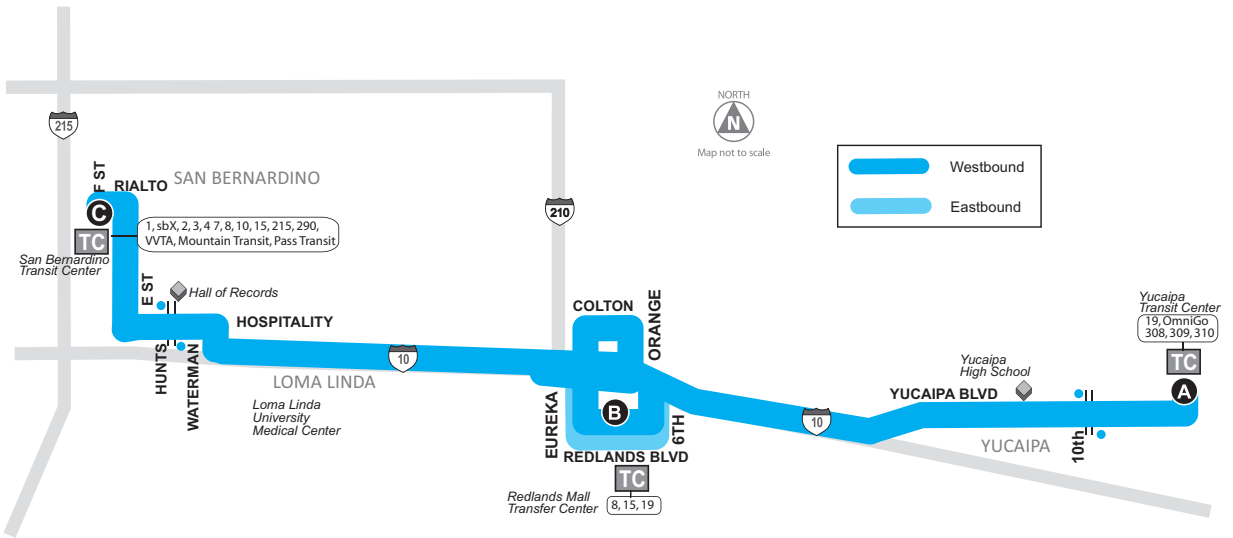 215
NORTH
N
Map not to scale
Westbound
Eastbound
F ST
RIALTO
SAN BERNARDINO
C
TC
1, sbX, 2, 3, 4 7, 8, 10, 15, 215, 290,
VVTA, Mountain Transit, Pass Transit
San Bernardino
Transit Center
210
E ST
Hall of Records
HOSPITALITY
HUNTS
WATERMAN
10
LOMA LINDA
Loma Linda
University
Medical Center
COLTON
ORANGE
EUREKA
B
6TH
REDLANDS BLVD
TC
Redlands Mall
Transfer Center
8, 15, 19
10
Yucaipa
Transit Center
19, OmniGo
308, 309, 310
TC
A
Yucaipa
High School
YUCAIPA BLVD
YUCAIPA
10th